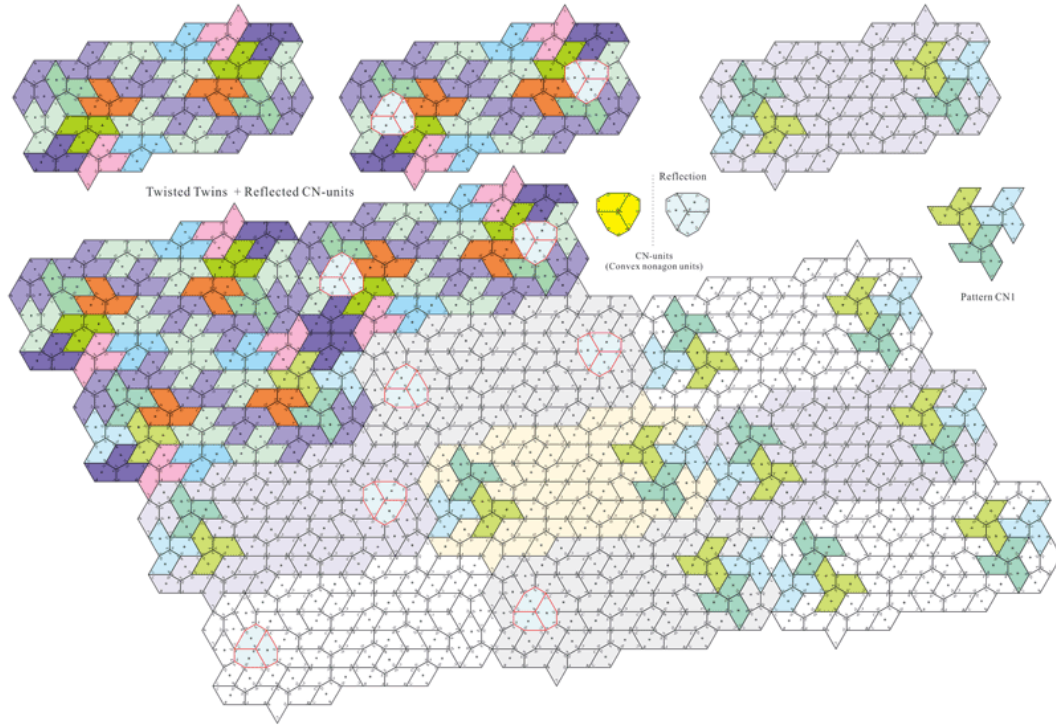 Twisted Twins + Reflected CN-units
Reflection
CN-units
(Convex nonagon units)
Pattern CN1